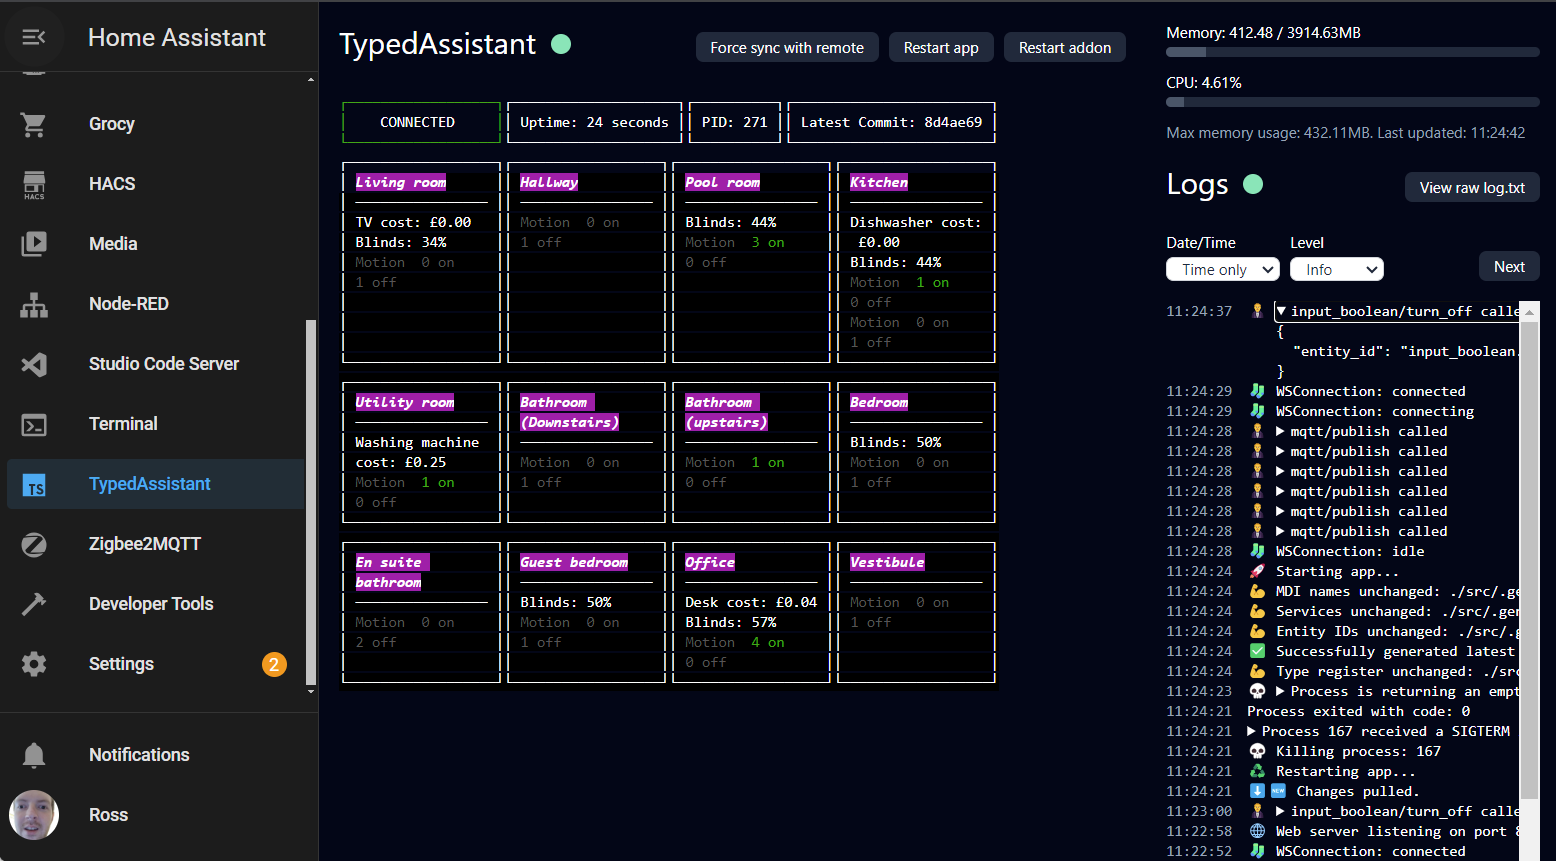 Home Assistant
Grocy
HACS
HACS
Media
Node-RED
Studio Code Server
Terminal
TS
TypedAssistant
Zigbee2MQTT
Developer Tools
Settings
2
Notifications
Ross
TypedAssistant
Force sync with remote
Restart app
Restart addon
CONNECTED
Uptime: 24 seconds
PID: 271
Latest Commit: 8d4ae69
Living room
TV cost: £0.00
Blinds: 34%
Motion 0 on
1 off
Hallway
Motion 0 on
1 off
Pool room
Blinds: 44%
Motion 3 on
0 off
Kitchen
Dishwasher cost:
£0.00
Blinds: 44%
Motion 1 on
0 off
Motion 0 on
1 off
Utility room
Washing machine
cost: £0.25
Motion 1 on
0 off
Bathroom
(Downstairs)
Motion 0 on
1 off
Bathroom
(upstairs)
Motion 1 on
0 off
Bedroom
Blinds: 50%
Motion 0 on
1 off
En suite
bathroom
Motion 0 on
2 off
Guest bedroom
Blinds: 50%
Motion 0 on
1 off
Office
Desk cost: £0.04
Blinds: 57%
Motion 4 on
0 off
Vestibule
Motion 0 on
1 off
Memory: 412.48 / 3914.63MB
CPU: 4.61%
Max memory usage: 432.11MB. Last updated: 11:24:42
Logs
View raw log.txt
Date/Time
Level
Time only
Info
Next
11:24:37 ▼ input_boolean/turn_off calle
{
"entity_id": "input_boolean.
}
11:24:29 WSConnection: connected
11:24:29 WSConnection: connecting
11:24:28 ▶ mqtt/publish called
11:24:28 ▶ mqtt/publish called
11:24:28 ▶ mqtt/publish called
11:24:28 ▶ mqtt/publish called
11:24:28 ▶ mqtt/publish called
11:24:28 ▶ mqtt/publish called
11:24:28 WSConnection: idle
11:24:24 🚀 Starting app...
11:24:24 💪 MDI names unchanged: ./src/.ge
11:24:24 💪 Services unchanged: ./src/.ger
11:24:24 💪 Entity IDs unchanged: ./src/.g
11:24:24 ✅ Successfully generated latest
11:24:24 💪 Type register unchanged: ./src
11:24:23 💀 ▶ Process is returning an empt
11:24:21 Process exited with code: 0
11:24:21 ▶ Process 167 received a SIGTERM
11:24:21 💀 Killing process: 167
11:24:21 ♻️ Restarting app...
11:24:21 ⬇️ 🆕 Changes pulled.
11:23:00 ▶ input_boolean/turn_off calle
11:22:58 🌐 Web server listening on port 8
11:22:52 WSConnection: connected